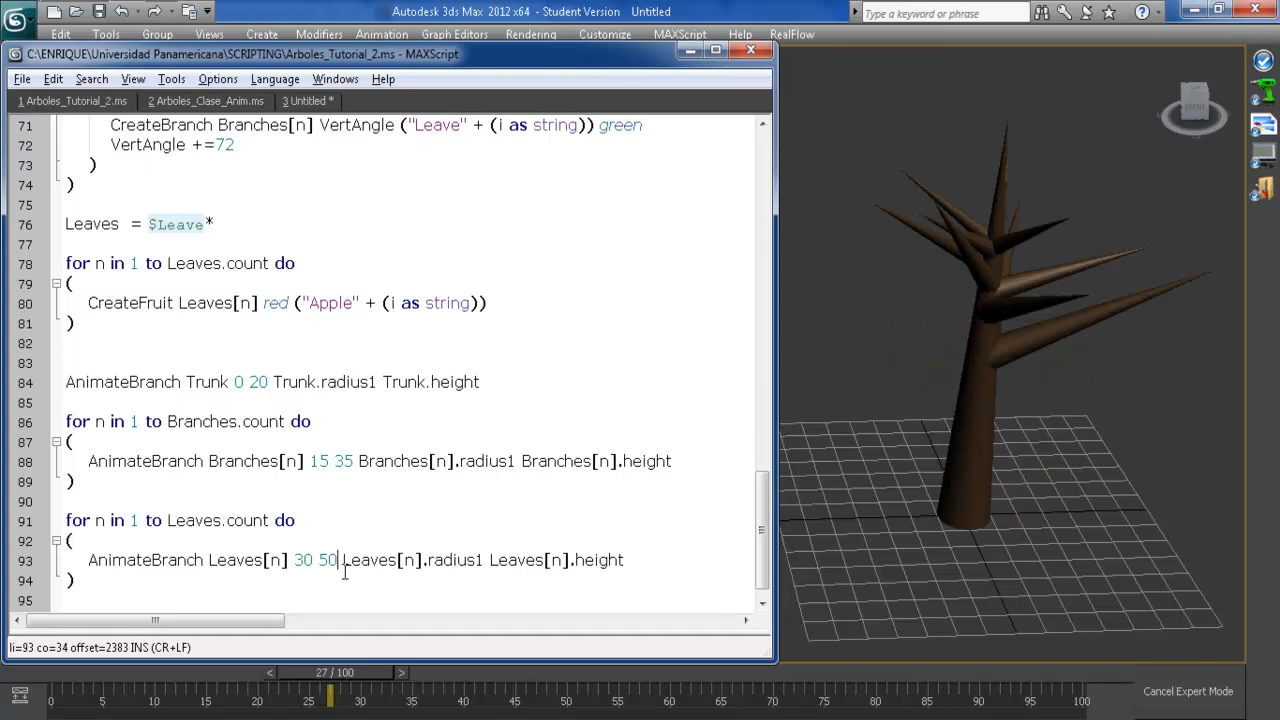 Autodesk 3ds Max 2012 x64 - Student Version Untitled
Type a keyword or phrase
Edit Tools Group Views Create Modifiers Animation Graph Editors Rendering Customize MAXScript Help RealFlow
C:\ENRIQUE\Universidad Panamericana\SCRIPTING\Arboles_Tutorial_2.ms - MAXScript
File Edit Search View Tools Options Language Windows Help
1 Arboles_Tutorial_2.ms 2 Arboles_Clase_Anim.ms 3 Untitled *
71 CreateBranch Branches[n] VertAngle ("Leave" + (i as string)) green
72 VertAngle +=72
73 )
74 )
75
76 Leaves = $Leave*
77
78 for n in 1 to Leaves.count do
79 (
80 CreateFruit Leaves[n] red ("Apple" + (i as string))
81 )
82
83
84 AnimateBranch Trunk 0 20 Trunk.radius1 Trunk.height
85
86 for n in 1 to Branches.count do
87 (
88 AnimateBranch Branches[n] 15 35 Branches[n].radius1 Branches[n].height
89 )
90
91 for n in 1 to Leaves.count do
92 (
93 AnimateBranch Leaves[n] 30 50 Leaves[n].radius1 Leaves[n].height
94 )
95
li=93 co=34 offset=2383 INS (CR+LF)
FRONT
< 27 / 100 >
0 5 10 15 20 25 30 35 40 45 50 55 60 65 70 75 80 85 90 95 100
Cancel Expert Mode